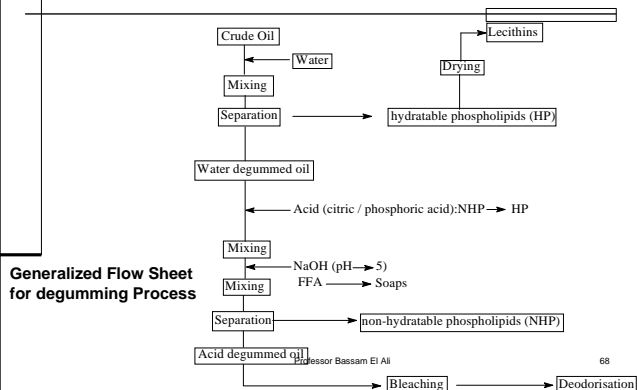 Lecithins
Crude Oil
Water
Drying
Mixing
Separation
hydratable phospholipids (HP)
Water degummed oil
Acid (citric / phosphoric acid):NHP → HP
Mixing
NaOH (pH → 5)
Generalized Flow Sheet
for degumming Process
Mixing
FFA → Soaps
Separation
non-hydratable phospholipids (NHP)
Acid degummed oil
Professor Bassam El Ali
68
Bleaching
Deodorisation